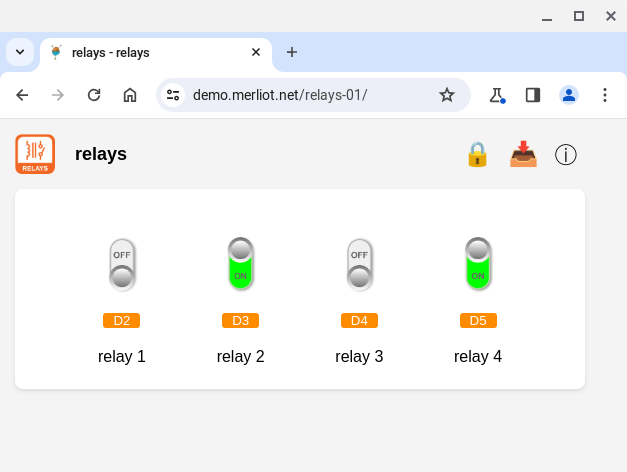 relays - relays
demo.merliot.net/relays-01/
RELAYS
relays
OFF
ON
OFF
ON
D2
D3
D4
D5
relay 1
relay 2
relay 3
relay 4